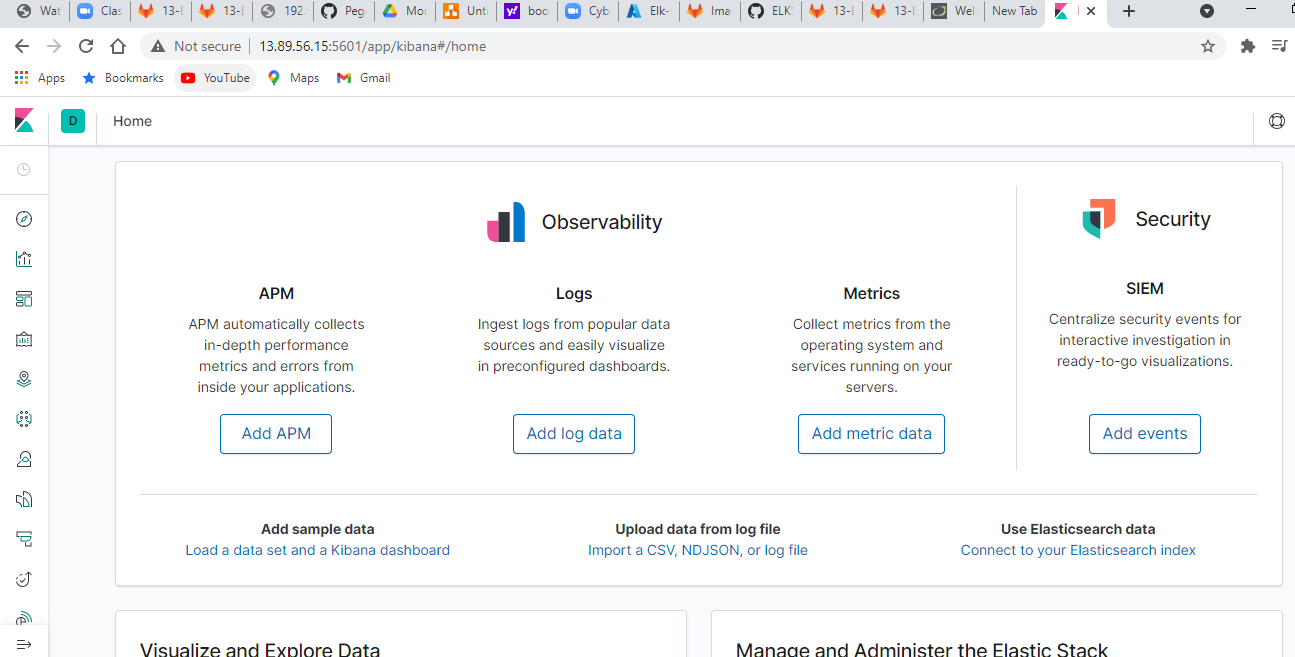 Wat
Clas
13-
13-
192
Peg
Mor
Unti
boo
Cyb
Elk-
Ima
ELK
13-
13-
Wel
New Tab
Not secure
13.89.56.15:5601/app/kibana#/home
Apps
Bookmarks
YouTube
Maps
Gmail
D
Home
Observability
Security
APM
Logs
Metrics
SIEM
APM automatically collects
in-depth performance
metrics and errors from
inside your applications.
Ingest logs from popular data
sources and easily visualize
in preconfigured dashboards.
Collect metrics from the
operating system and
services running on your
servers.
Centralize security events for
interactive investigation in
ready-to-go visualizations.
Add APM
Add log data
Add metric data
Add events
Add sample data
Load a data set and a Kibana dashboard
Upload data from log file
Import a CSV, NDJSON, or log file
Use Elasticsearch data
Connect to your Elasticsearch index
Visualize and Explore Data
Manage and Administer the Elastic Stack